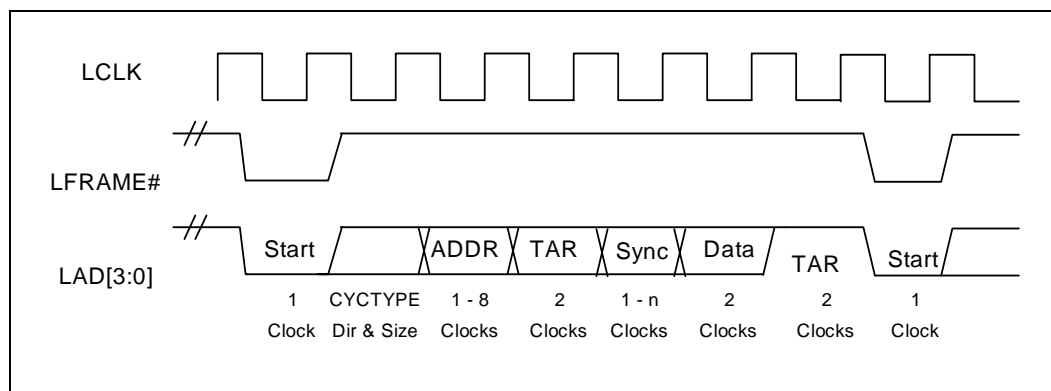 LCLK
LFRAME#
LAD[3:0]
Start ADDR TAR Sync Data TAR Start
1 CYCTYPE 1 - 8 2 1 - n 2 2 1
Clock Dir & Size Clocks Clocks Clocks Clocks Clocks Clock